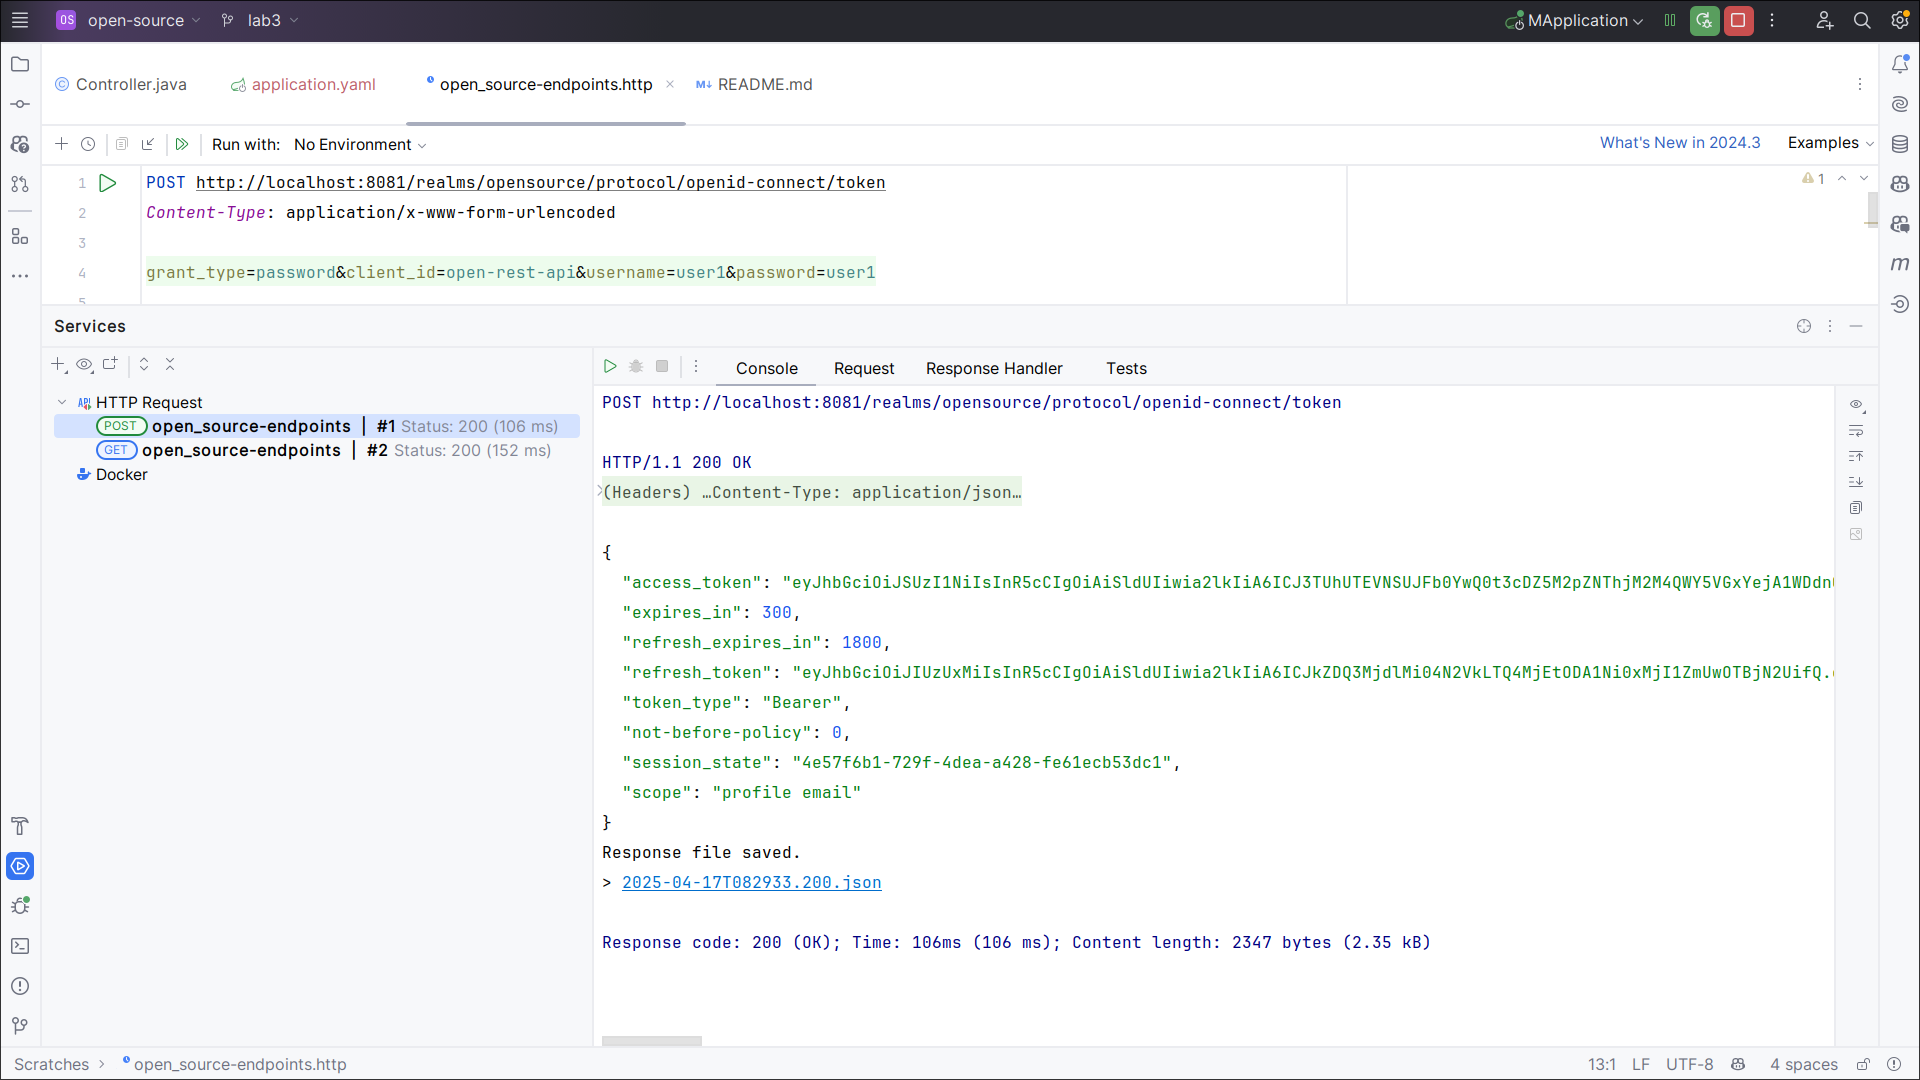 OS open-source lab3 MApplication
Controller.java application.yaml open_source-endpoints.http README.md
Run with: No Environment What's New in 2024.3 Examples
1 POST http://localhost:8081/realms/opensource/protocol/openid-connect/token 1
2 Content-Type: application/x-www-form-urlencoded
3
4 grant_type=password&client_id=open-rest-api&username=user1&password=user1
5
Services
Console Request Response Handler Tests
API HTTP Request
POST open_source-endpoints | #1 Status: 200 (106 ms)
GET open_source-endpoints | #2 Status: 200 (152 ms)
Docker
POST http://localhost:8081/realms/opensource/protocol/openid-connect/token
HTTP/1.1 200 OK
(Headers) …Content-Type: application/json…
{
"access_token": "eyJhbGciOiJSUzI1NiIsInR5cCIgOiAiSldUIiwia2lkIiA6ICJ3TUhUTEVNSUJFb0YwQ0t3cDZ5M2pZNThjM2M4QWY5VGxYejA1WDdn
"expires_in": 300,
"refresh_expires_in": 1800,
"refresh_token": "eyJhbGciOiJIUzUxMiIsInR5cCIgOiAiSldUIiwia2lkIiA6ICJkZDQ3MjdlMi04N2VkLTQ4MjEtODA1Ni0xMjI1ZmUwOTBjN2UifQ.
"token_type": "Bearer",
"not-before-policy": 0,
"session_state": "4e57f6b1-729f-4dea-a428-fe61ecb53dc1",
"scope": "profile email"
}
Response file saved.
> 2025-04-17T082933.200.json
Response code: 200 (OK); Time: 106ms (106 ms); Content length: 2347 bytes (2.35 kB)
Scratches > open_source-endpoints.http 13:1 LF UTF-8 4 spaces